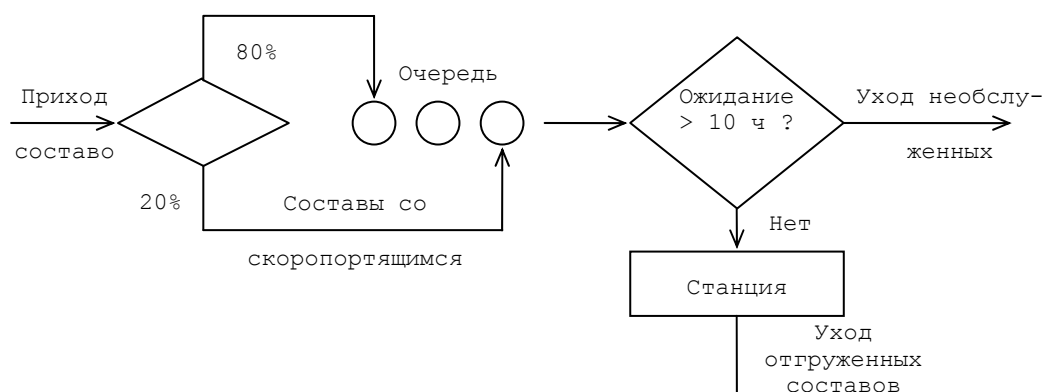 80%
Очередь
Приход
составо
Ожидание
> 10 ч ?
Уход необслу-
женных
20%
Составы со
скоропортящимся
Нет
Станция
Уход
отгруженных
составов